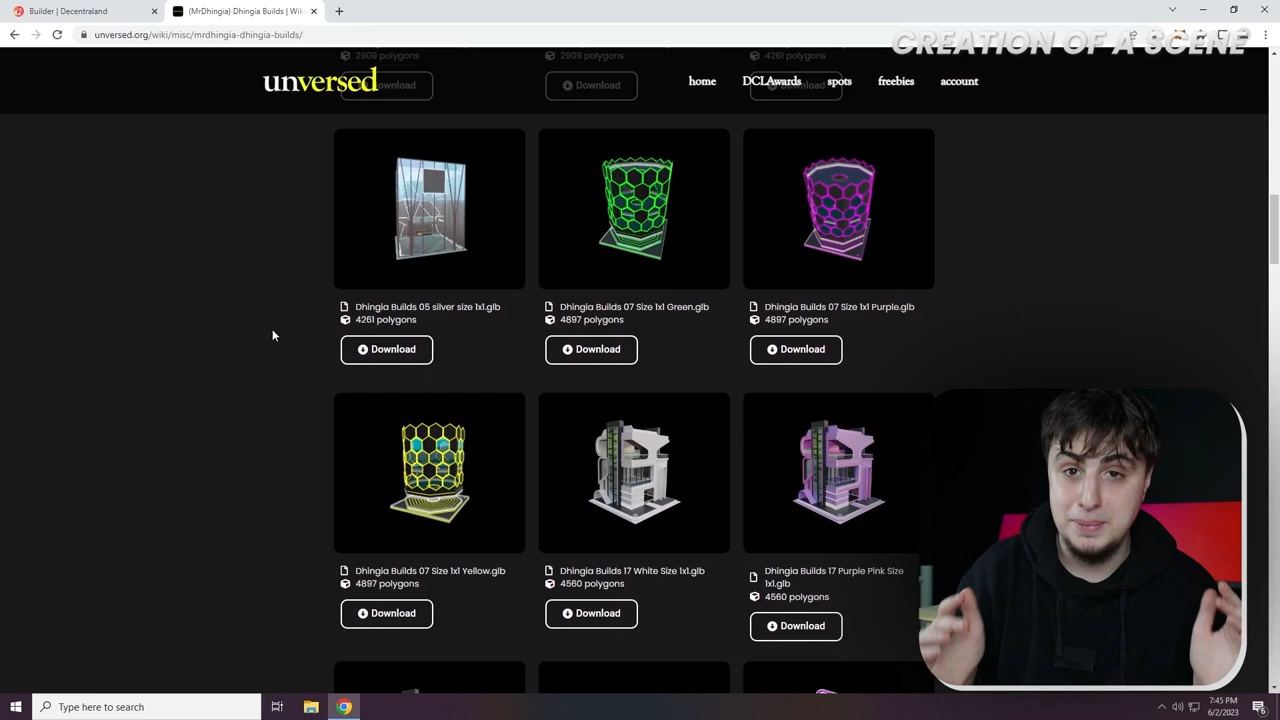 Builder | Decentraland
(MrDhingia) Dhingia Builds | Wik
unversed.org/wiki/misc/mrdhingia-dhingia-builds/
CREATION OF A SCENE
2909 polygons
2909 polygons
4261 polygons
unversed
home
DCLAwards
spots
freebies
account
Download
Download
Download
Dhingia Builds 05 silver size 1x1.glb
4261 polygons
Download
Dhingia Builds 07 Size 1x1 Green.glb
4897 polygons
Download
Dhingia Builds 07 Size 1x1 Purple.glb
4897 polygons
Download
Dhingia Builds 07 Size 1x1 Yellow.glb
4897 polygons
Download
Dhingia Builds 17 White Size 1x1.glb
4560 polygons
Download
Dhingia Builds 17 Purple Pink Size
1x1.glb
4560 polygons
Download
Type here to search
7:45 PM
6/2/2023
6